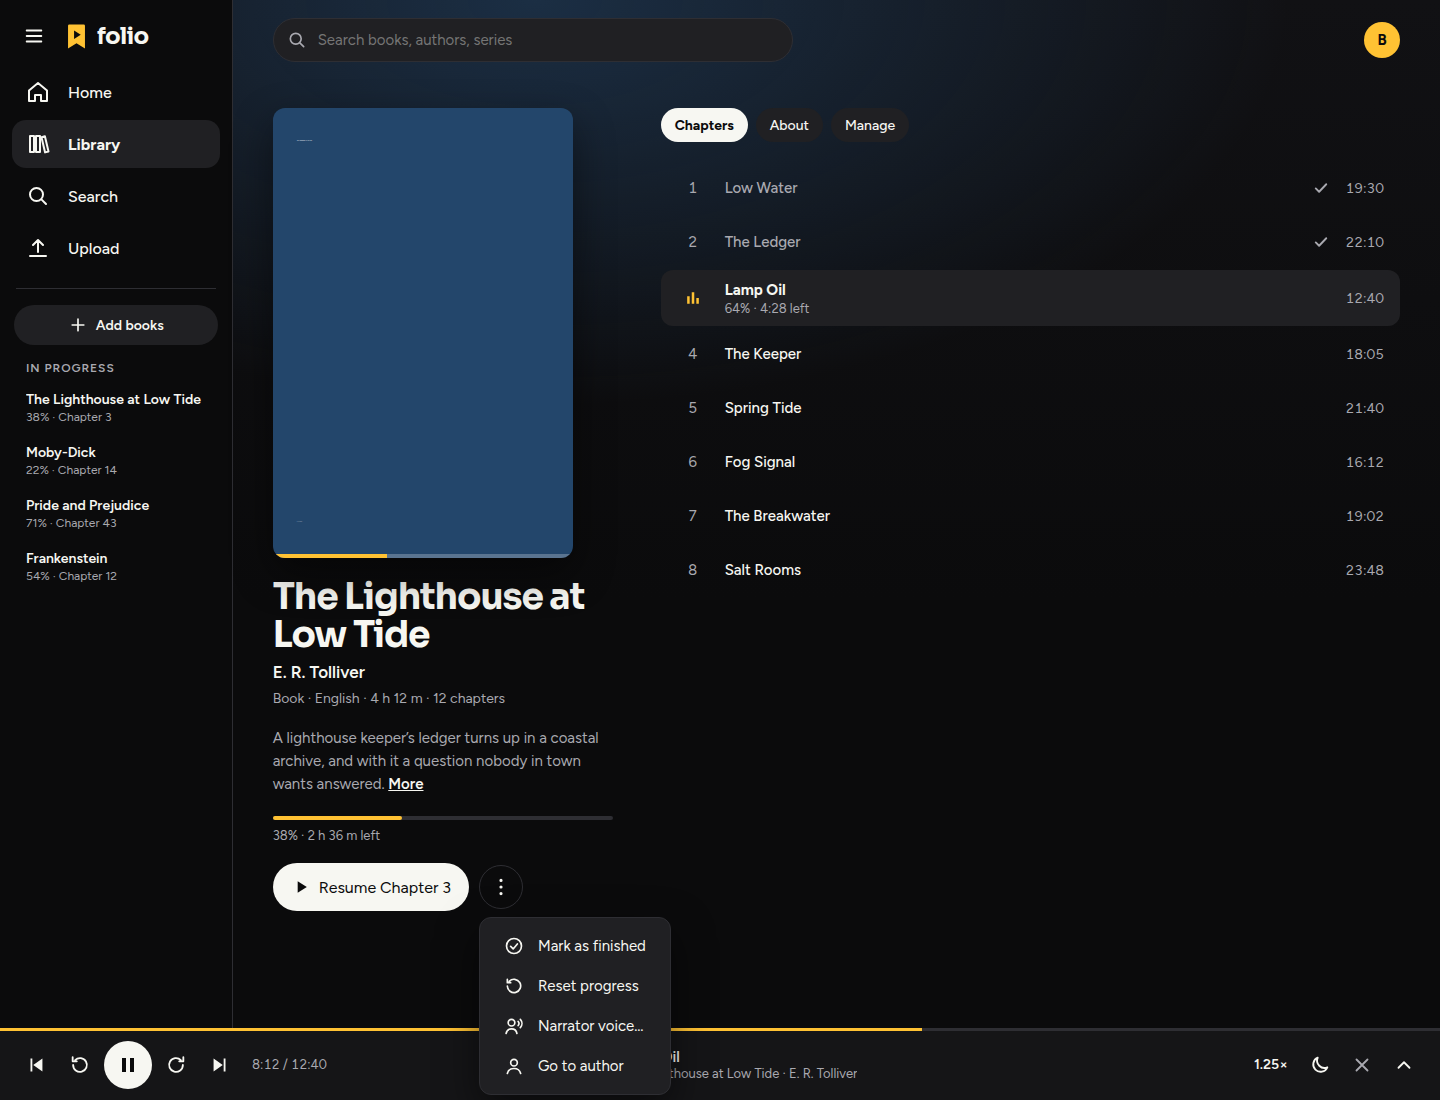 folio
Home
Library
Search
Upload
Add books
IN PROGRESS
The Lighthouse at Low Tide
38% · Chapter 3
Moby-Dick
22% · Chapter 14
Pride and Prejudice
71% · Chapter 43
Frankenstein
54% · Chapter 12
Search books, authors, series
B
The Lighthouse at
Low Tide
E. R. Tolliver
Book · English · 4 h 12 m · 12 chapters
A lighthouse keeper’s ledger turns up in a coastal
archive, and with it a question nobody in town
wants answered. More
38% · 2 h 36 m left
Resume Chapter 3
Mark as finished
Reset progress
Narrator voice...
Go to author
Chapters About Manage
1 Low Water 19:30
2 The Ledger 22:10
Lamp Oil 12:40
64% · 4:28 left
4 The Keeper 18:05
5 Spring Tide 21:40
6 Fog Signal 16:12
7 The Breakwater 19:02
8 Salt Rooms 23:48
8:12 / 12:40
house at Low Tide · E. R. Tolliver
1.25×